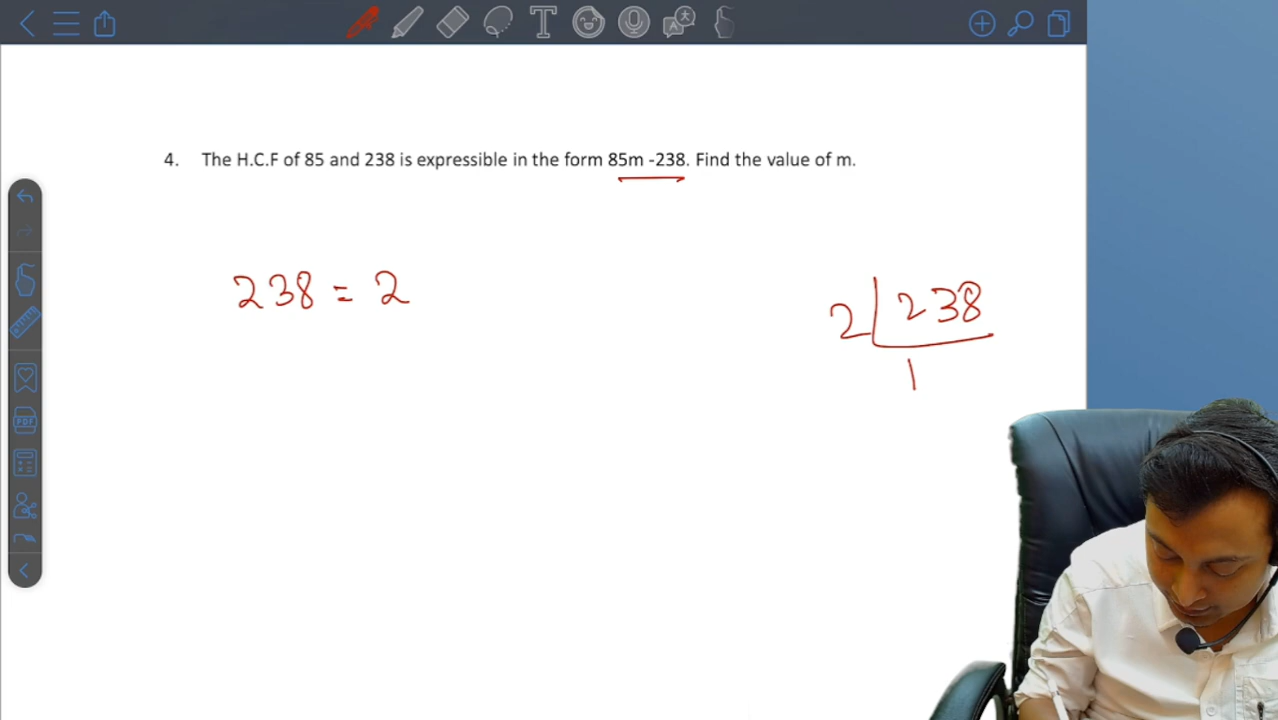 4. The H.C.F of 85 and 238 is expressible in the form 85m -238. Find the value of m.
238 = 2
2 238
1